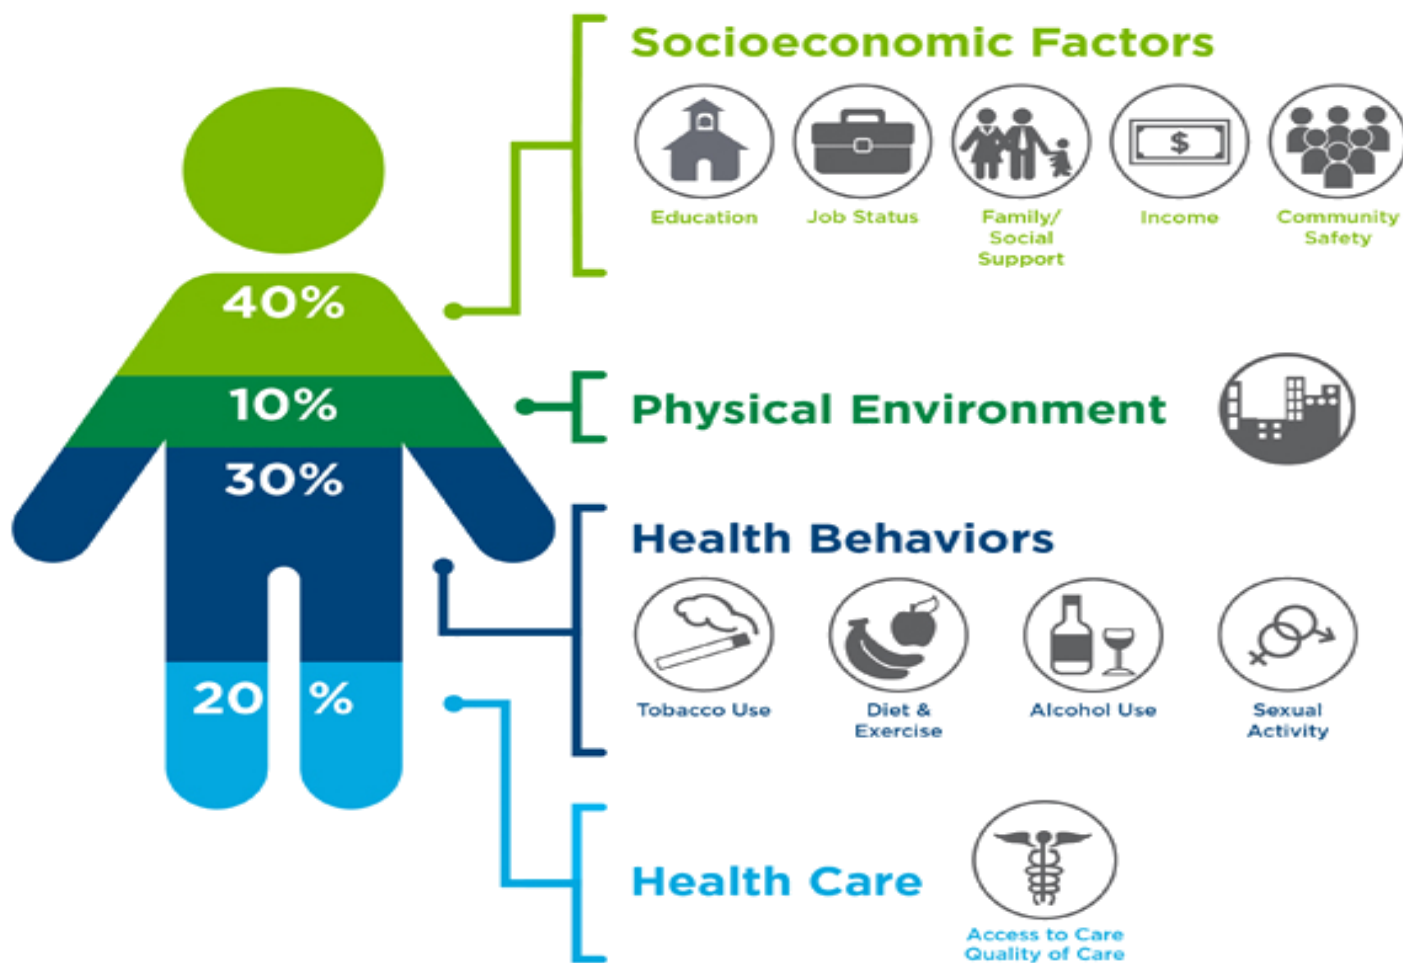 Socioeconomic Factors
$
Education
Job Status
Family/
Social
Support
Income
Community
Safety
40%
10%
Physical Environment
30%
Health Behaviors
Tobacco Use
Diet &
Exercise
Alcohol Use
Sexual
Activity
20 %
Health Care
Access to Care
Quality of Care